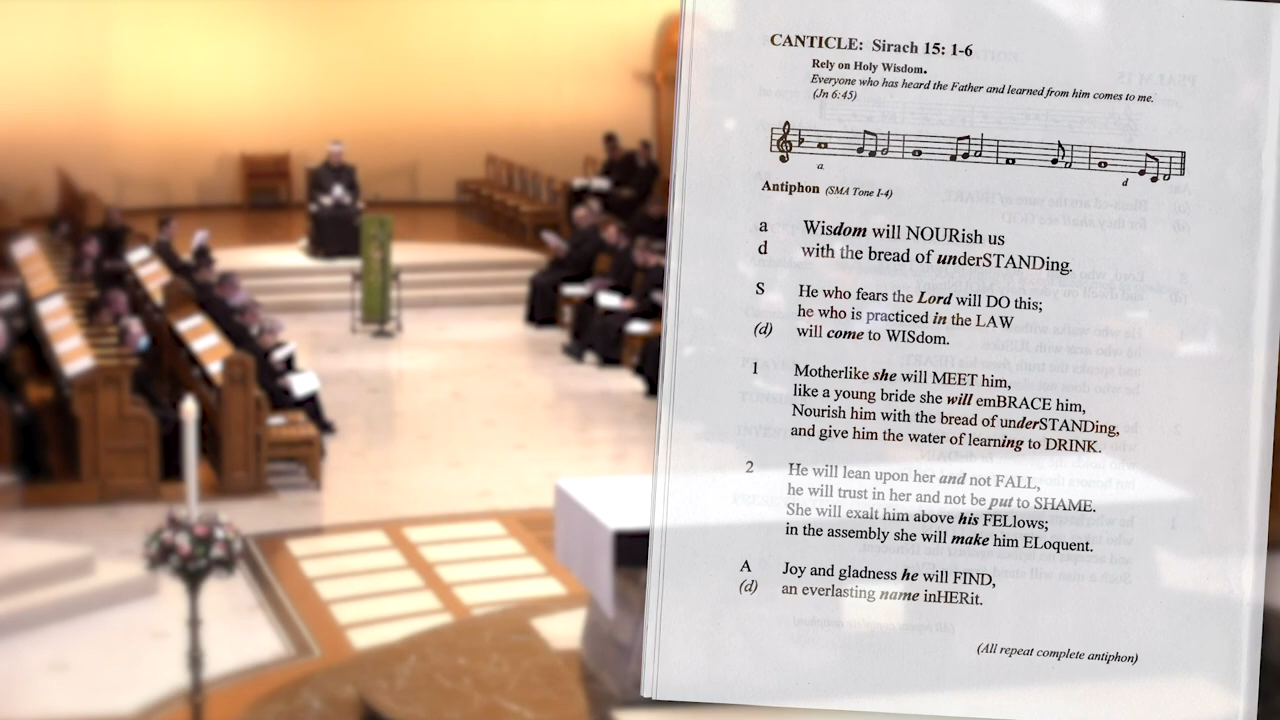 CANTICLE: Sirach 15: 1-6
Rely on Holy Wisdom.
Everyone who has heard the Father and learned from him comes to me.
(Jn 6:45)
a
d
Antiphon (SMA Tone I-4)
a Wisdom will NOURish us
d with the bread of underSTANDing.
S He who fears the Lord will DO this;
he who is practiced in the LAW
(d) will come to WISdom.
1 Motherlike she will MEET him,
like a young bride she will emBRACE him,
Nourish him with the bread of underSTANDing,
and give him the water of learning to DRINK.
2 He will lean upon her and not FALL,
he will trust in her and not be put to SHAME.
She will exalt him above his FELlows;
in the assembly she will make him ELoquent.
A Joy and gladness he will FIND,
(d) an everlasting name inHERit.
(All repeat complete antiphon)